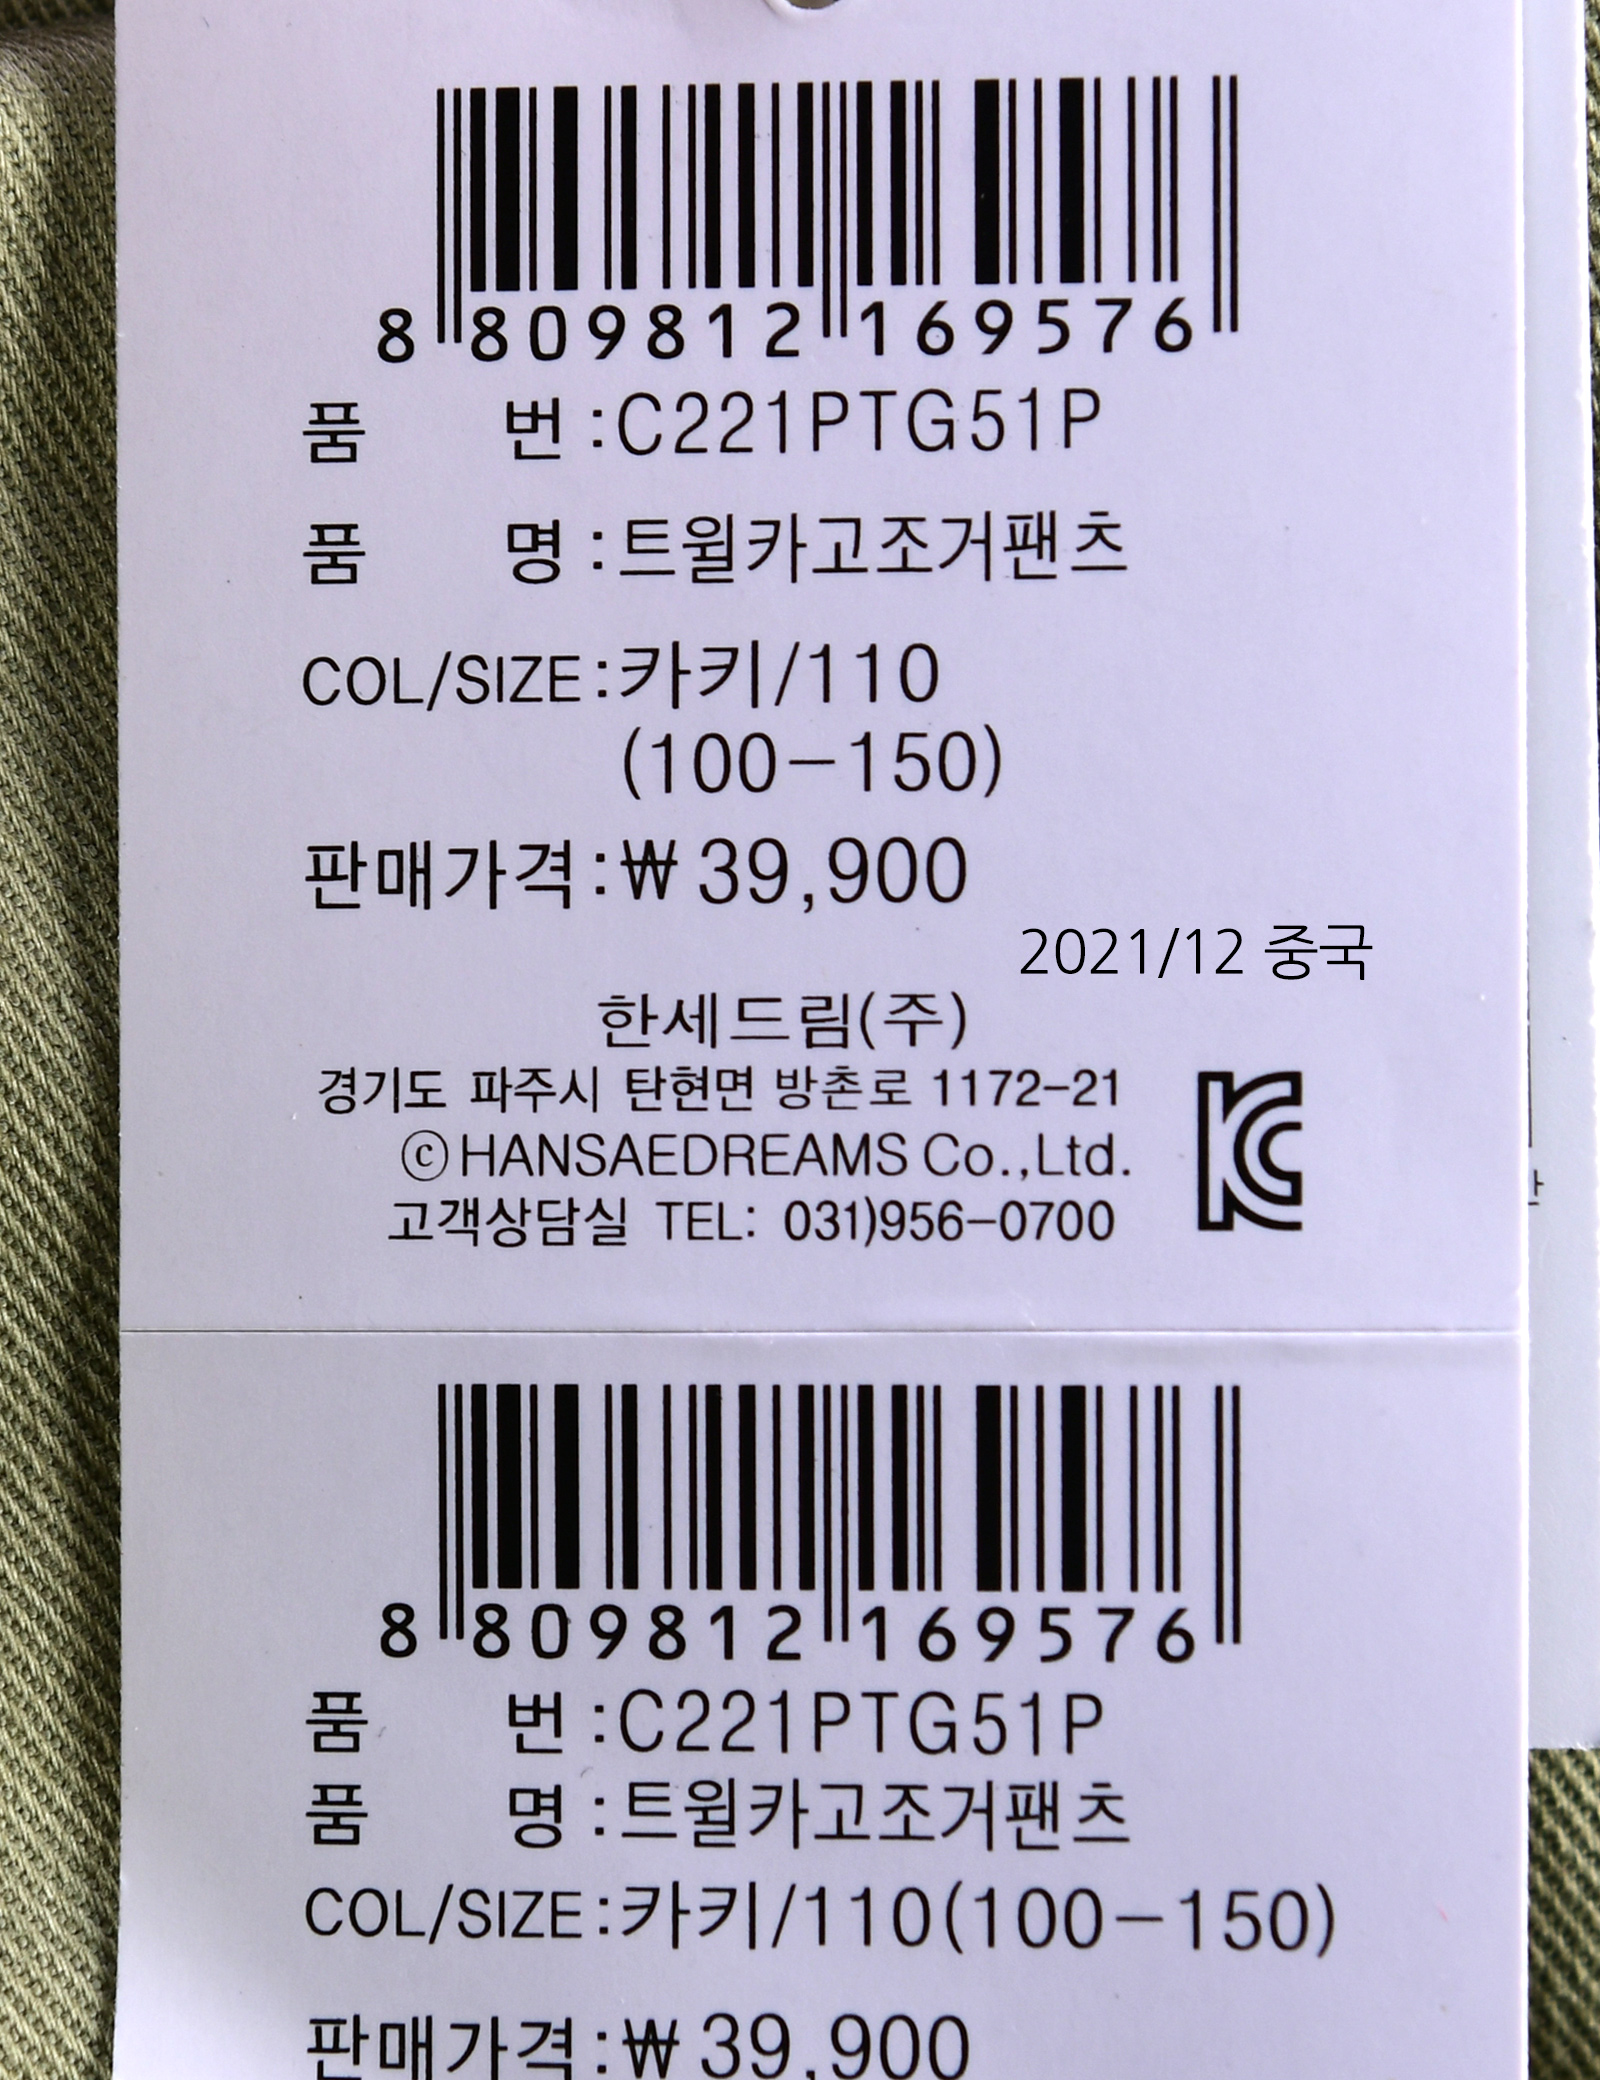 8 809812 169576
품 번 : C221PTG51P
품 명 : 트윌카고조거팬츠
COL/SIZE : 카키/110
(100-150)
판매가격 : ₩ 39,900
2021/12 중국
한세드림(주)
경기도 파주시 탄현면 방촌로 1172-21
ⓒHANSAEDREAMS Co.,Ltd.
고객상담실 TEL: 031)956-0700
8 809812 169576
품 번 : C221PTG51P
품 명 : 트윌카고조거팬츠
COL/SIZE : 카키/110(100-150)
판매가격 : ₩ 39,900